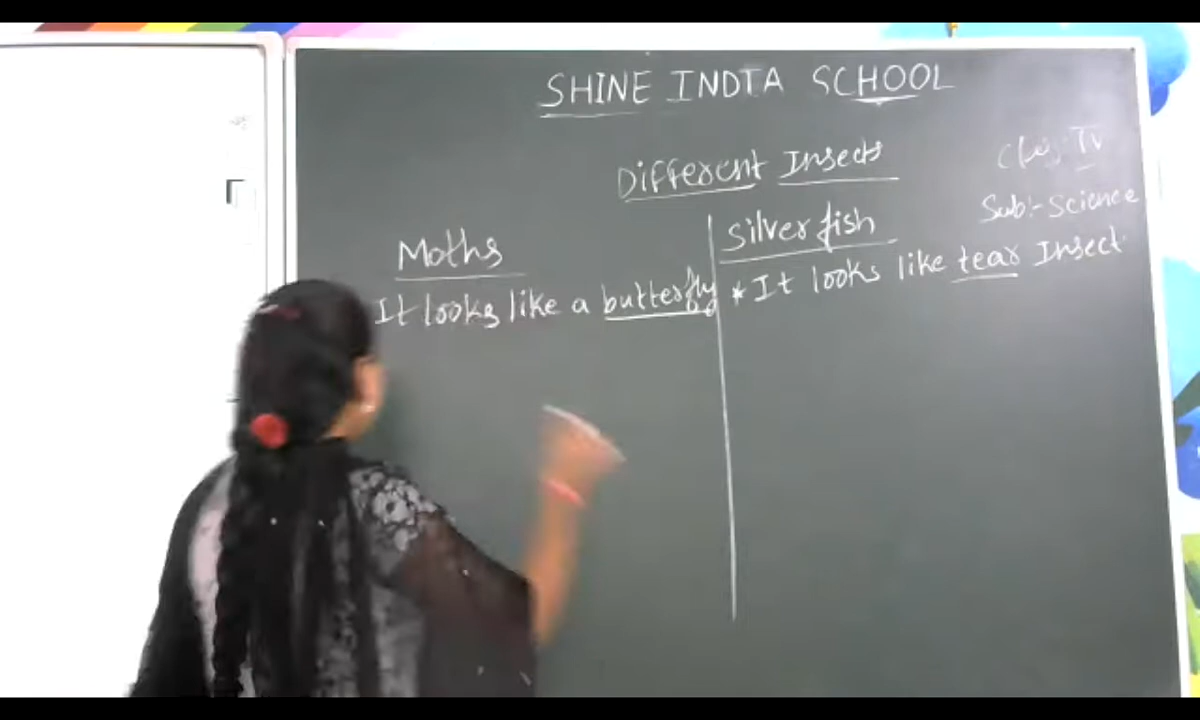 SHINE INDIA SCHOOL
Different Insects
Class: IV
Sub:- Science
Moths
It looks like a butterfly
Silver fish
* It looks like tear Insect.